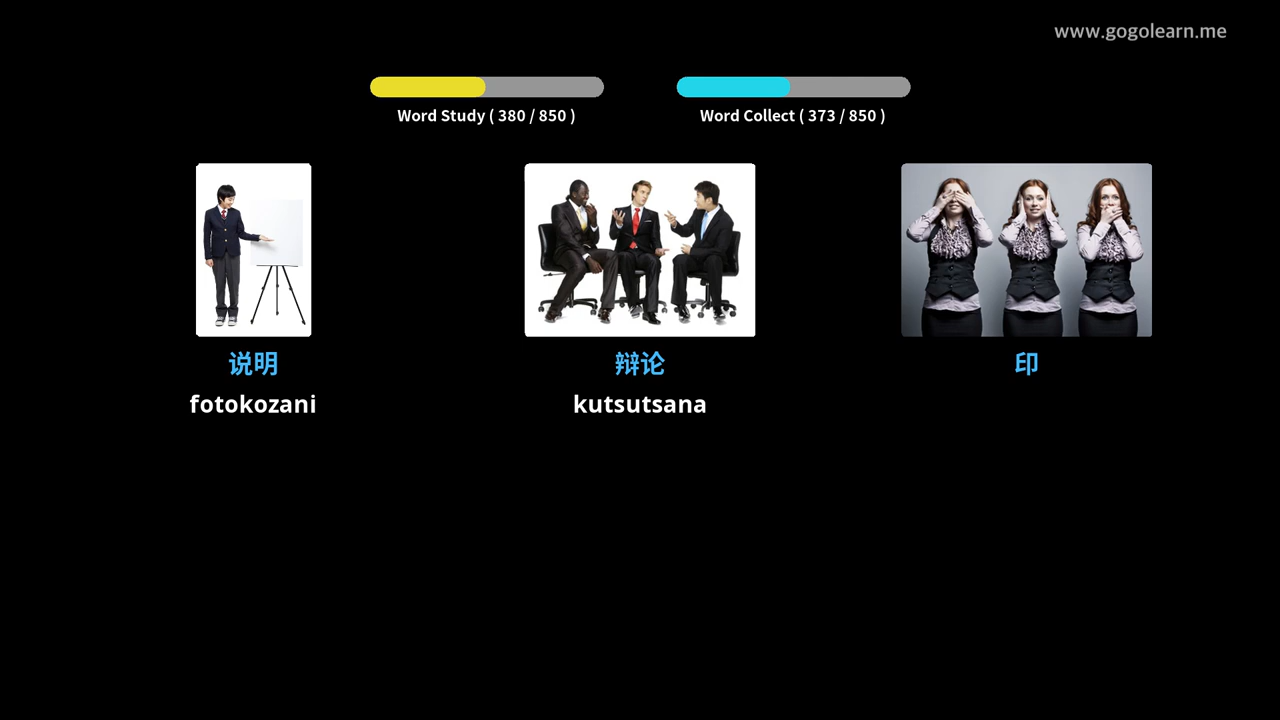 www.gogolearn.me
Word Study ( 380 / 850 )
Word Collect ( 373 / 850 )
说明
辩论
印
fotokozani
kutsutsana